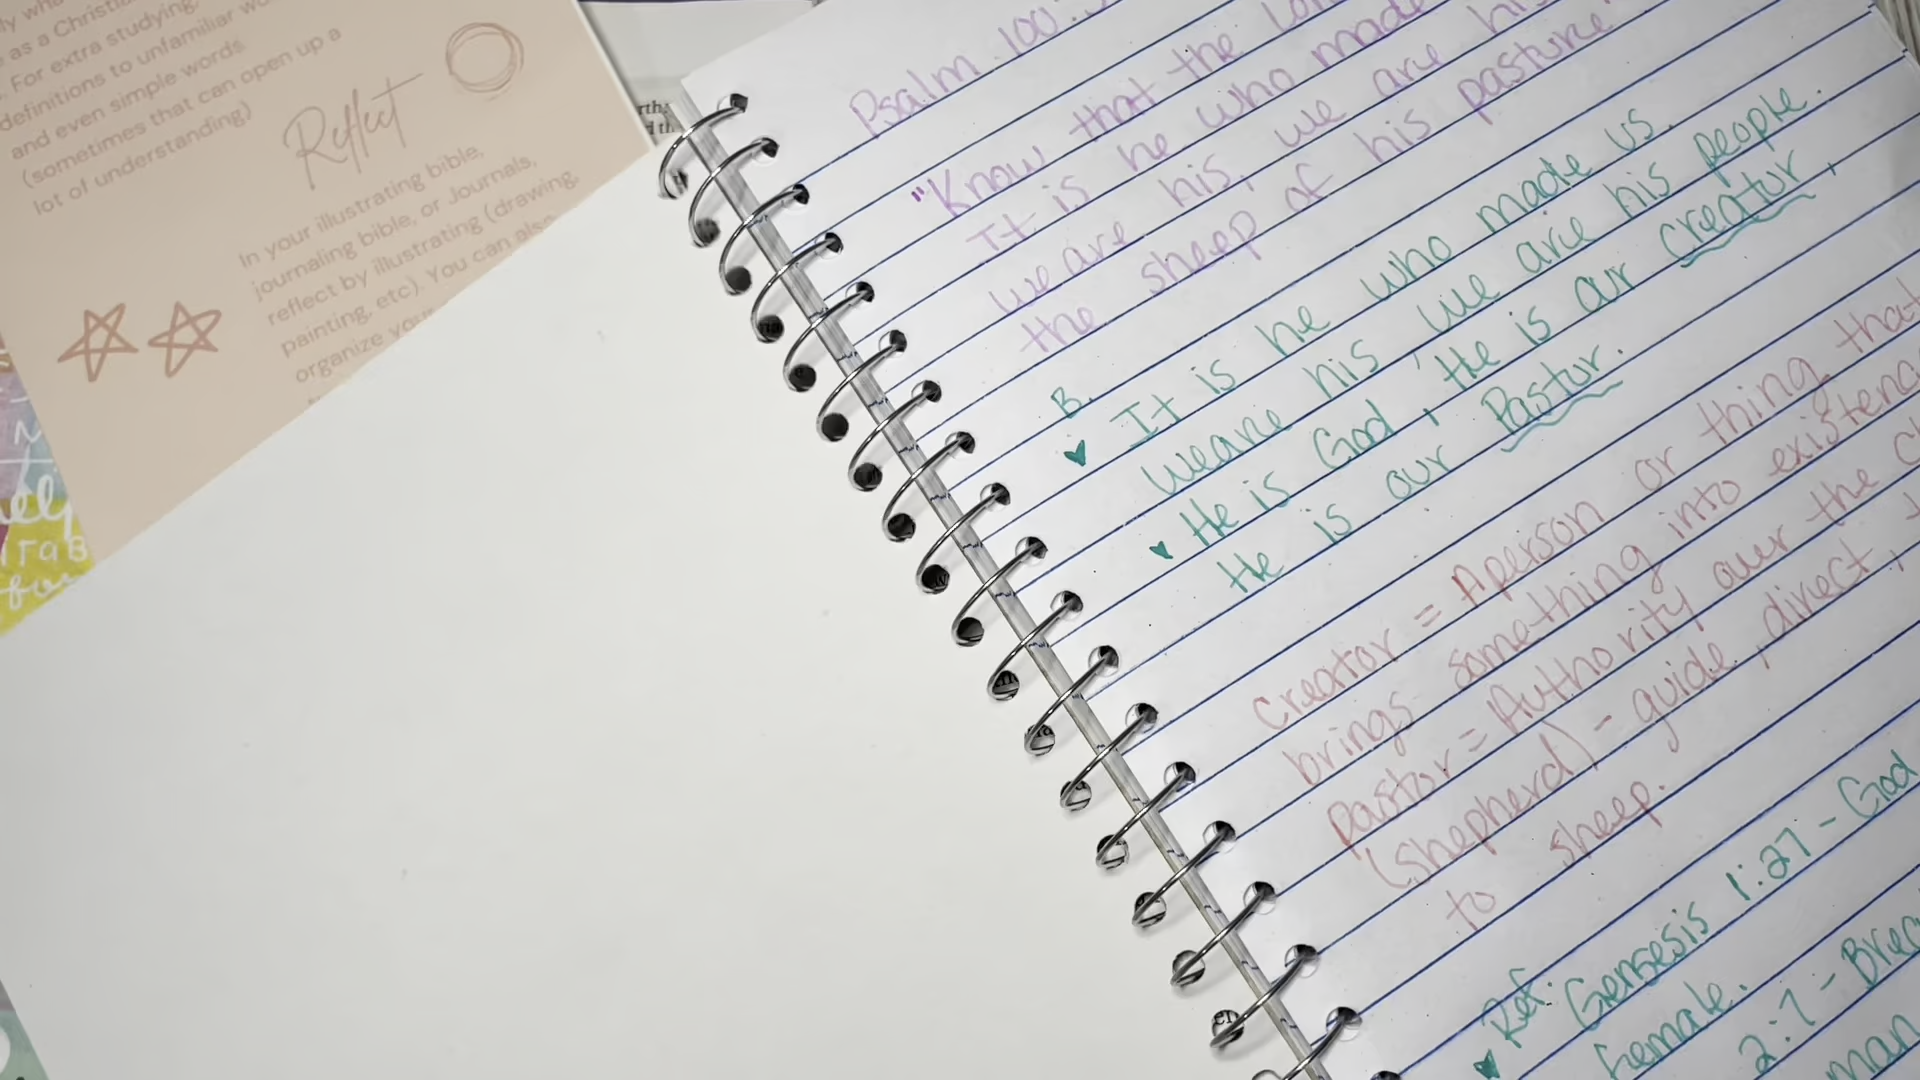 as a Christia
For extra studying,
definitions to unfamiliar
and even simple words
(sometimes that can open up a
lot of understanding)
Reflect
In your illustrating bible,
journaling bible, or Journals,
reflect by illustrating (drawing,
painting, etc). You can also
organize your
Psalm 100:
"Know that the Lord
It is he who made
we are his, we are his
the sheep of his pasture"
B.
It is he who made us.
We are his, we are his people.
He is God, He is our Creator,
He is our Pastor.
Creator = A person or thing that
brings something into existence
pastor = Authority over the
(Shepherd) - guide, direct,
to sheep.
Ref: Gensesis 1:27 - God
female.
2:7 -
man